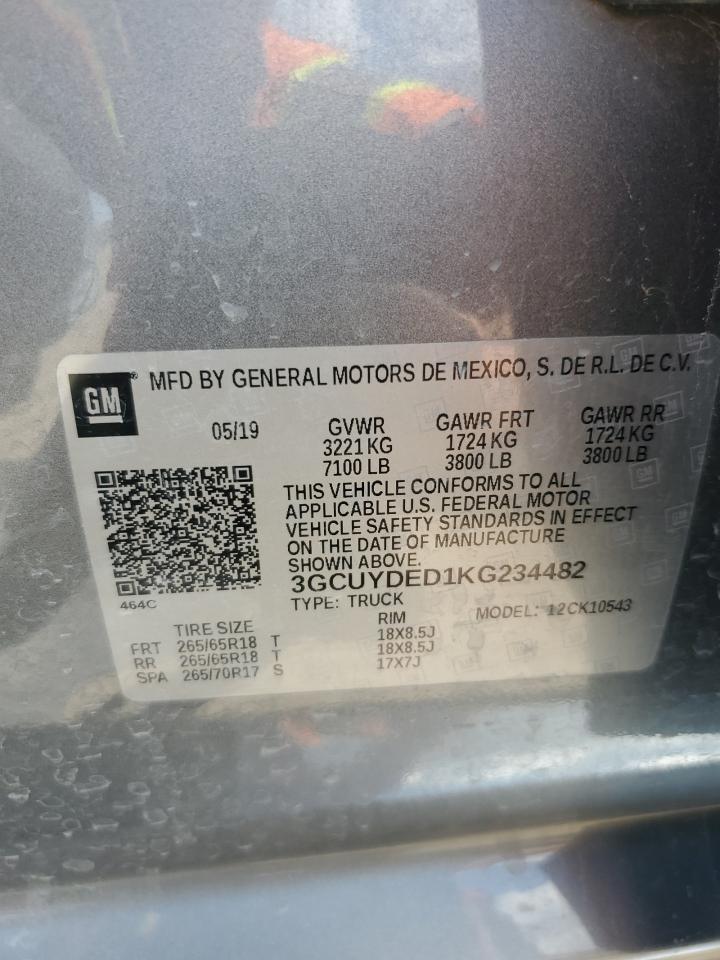 GM® MFD BY GENERAL MOTORS DE MEXICO, S. DE R.L. DE C.V.
05/19 GVWR GAWR FRT GAWR RR
3221 KG 1724 KG 1724 KG
7100 LB 3800 LB 3800 LB
THIS VEHICLE CONFORMS TO ALL
APPLICABLE U.S. FEDERAL MOTOR
VEHICLE SAFETY STANDARDS IN EFFECT
ON THE DATE OF MANUFACTURE
SHOWN ABOVE.
3GCUYDED1KG234482
464C TYPE: TRUCK MODEL: 12CK10543
TIRE SIZE RIM
FRT 265/65R18 T 18X8.5J
RR 265/65R18 T 18X8.5J
SPA 265/70R17 S 17X7J